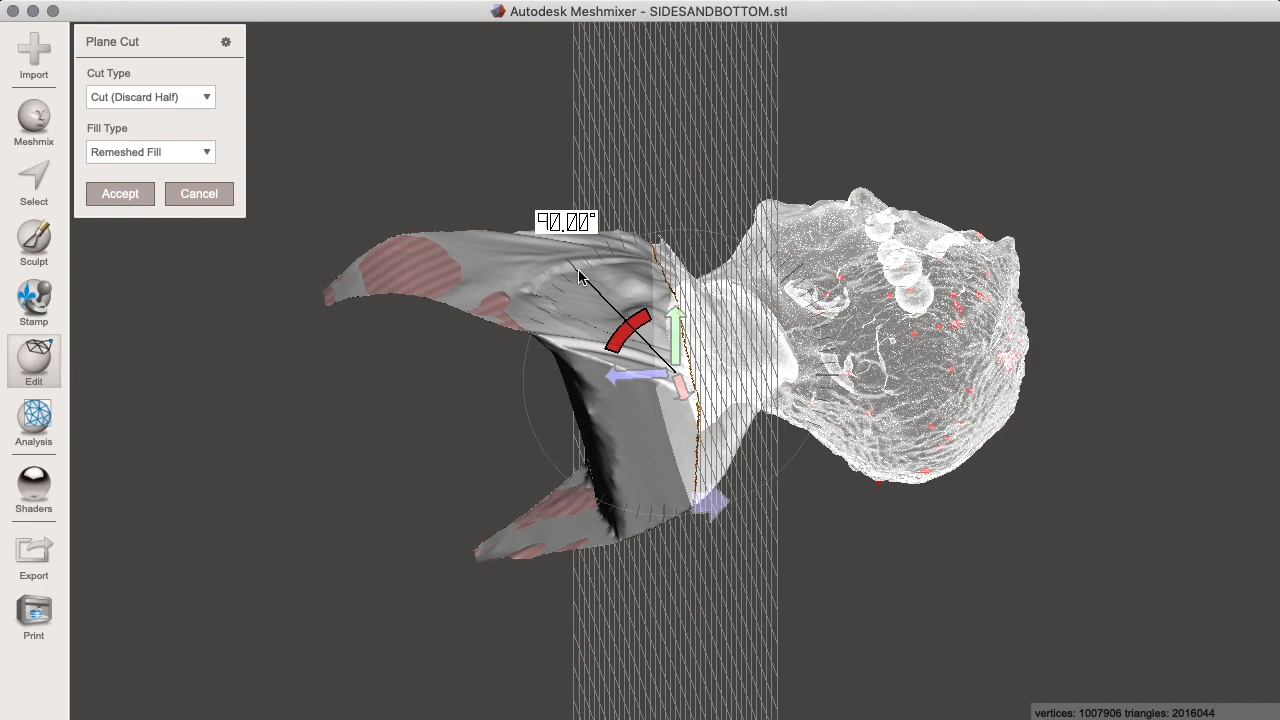 Autodesk Meshmixer - SIDESANDBOTTOM.stl
Import
Meshmix
Select
Sculpt
Stamp
Edit
Analysis
Shaders
Export
Print
Plane Cut
Cut Type
Cut (Discard Half)
Fill Type
Remeshed Fill
Accept
Cancel
90.00°
vertices: 1007906 triangles: 2016044